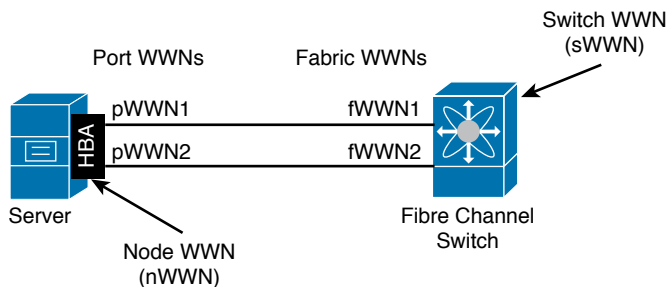 Switch WWN
(sWWN)
Port WWNs
Fabric WWNs
pWWN1
fWWN1
HBA
pWWN2
fWWN2
Server
Fibre Channel
Switch
Node WWN
(nWWN)